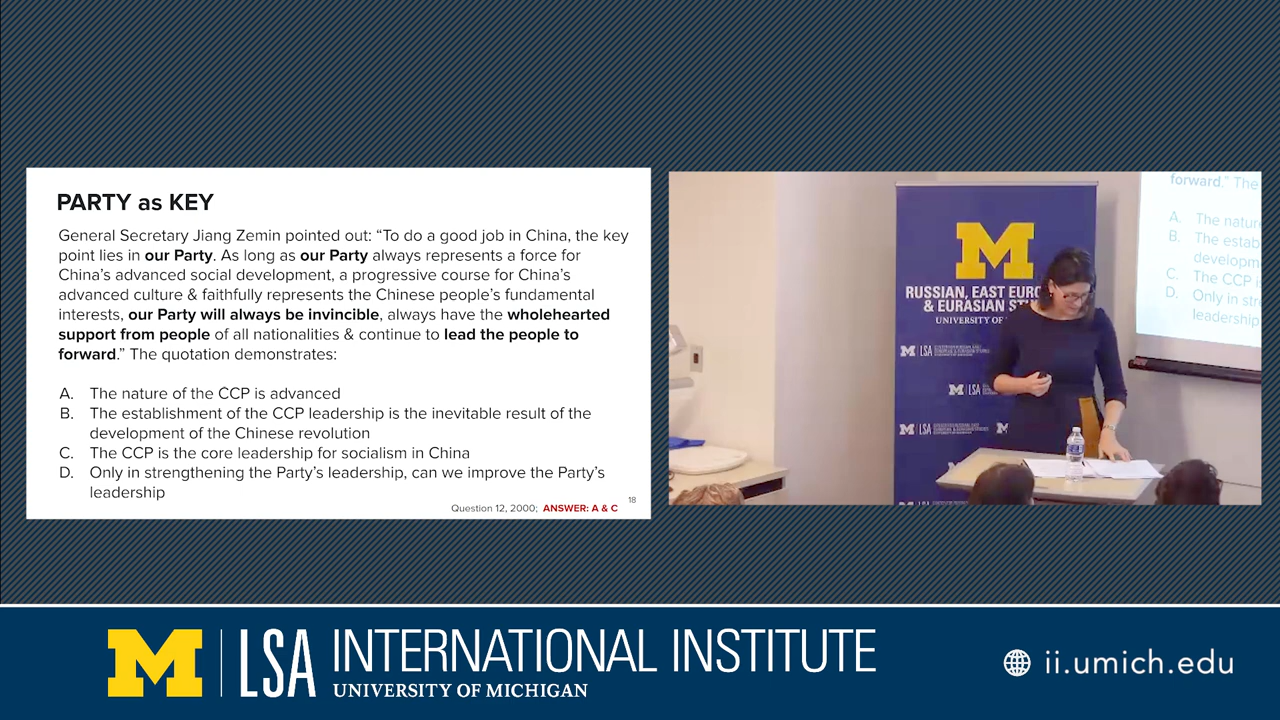 PARTY as KEY
General Secretary Jiang Zemin pointed out: “To do a good job in China, the key
point lies in our Party. As long as our Party always represents a force for
China’s advanced social development, a progressive course for China’s
advanced culture & faithfully represents the Chinese people’s fundamental
interests, our Party will always be invincible, always have the wholehearted
support from people of all nationalities & continue to lead the people to
forward.” The quotation demonstrates:
A. The nature of the CCP is advanced
B. The establishment of the CCP leadership is the inevitable result of the
development of the Chinese revolution
C. The CCP is the core leadership for socialism in China
D. Only in strengthening the Party’s leadership, can we improve the Party’s
leadership
18
Question 12, 2000; ANSWER: A & C
M
RUSSIAN, EAST EURO
& EURASIAN STU
UNIVERSITY OF
M LSA
M LSA
M LSA
M
forward.” The
A. The nature
B. The estab
developm
C. The CCP i
D. Only in str
leadership
M LSA INTERNATIONAL INSTITUTE
UNIVERSITY OF MICHIGAN
ii.umich.edu